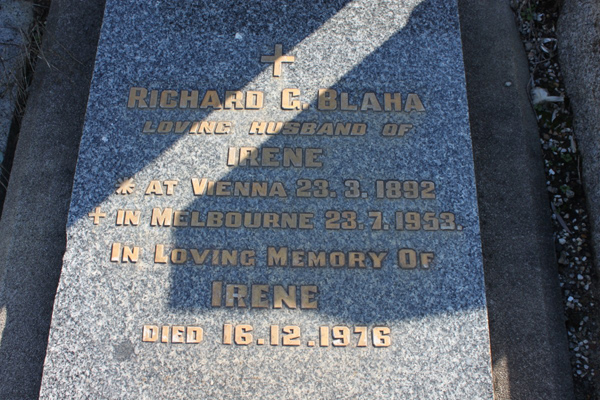 RICHARD G. BLAHA
LOVING HUSBAND OF
IRENE
* AT VIENNA 23. 3. 1892
+ IN MELBOURNE 23. 7. 1953.
IN LOVING MEMORY OF
IRENE
DIED 16.12.1976